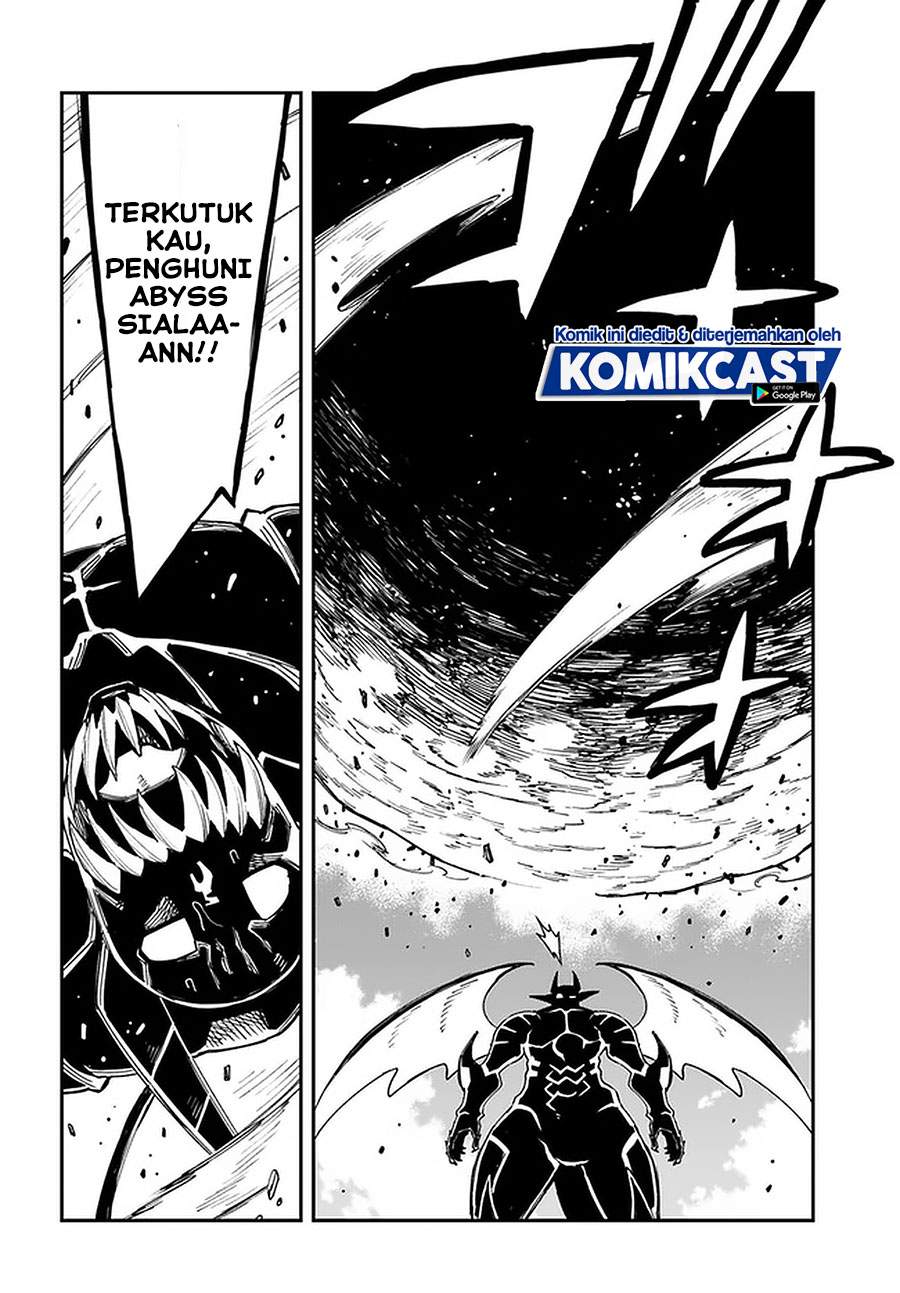 TERKUTUK
KAU,
PENGHUNI
ABYSS
SIALAA-
ANN!!
Komik ini diedit & diterjemahkan oleh
KOMIKCAST
GET IT ON
Google Play